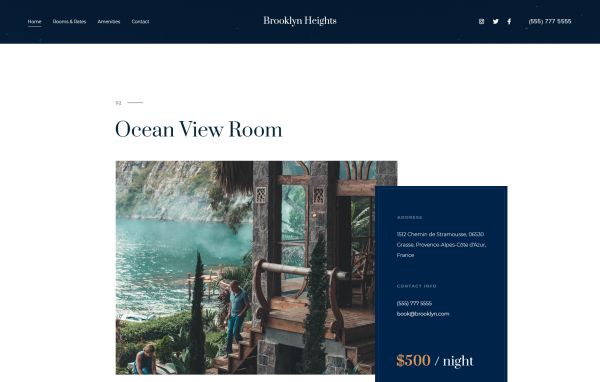 Home Rooms & Rates Amenities Contact Brooklyn Heights (555) 777 5555
02
Ocean View Room
ADDRESS
1512 Chemin de Stramousse, 06530
Grasse, Provence-Alpes-Côte d'Azur,
France
CONTACT INFO
(555) 777 5555
book@brooklyn.com
$500 / night